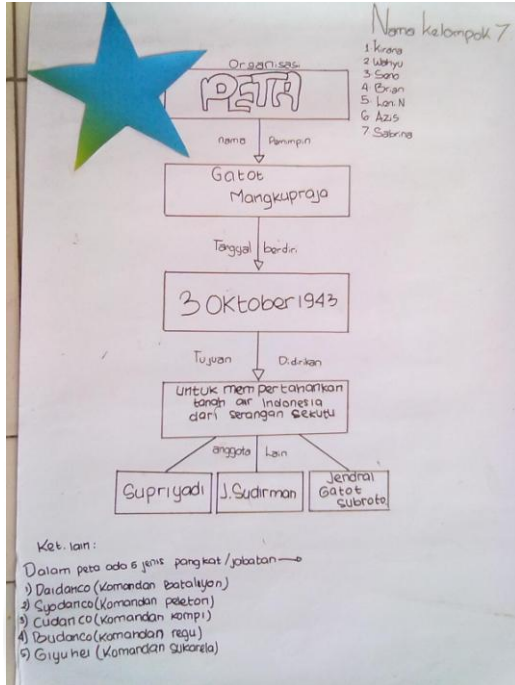 Nama Kelompok 7
1 Kirana
2 Wahyu
3 Sano
4 Brian
5 Lan.N
6 Azis
7 Sabrina
Organisas
PETA
nama Pemimpin
Gatot
Mangkupraja
Tanggal berdiri
3 Oktober 1943
Tujuan Didirikan
untuk mempertahankan
tanah air Indonesia
dari serangan sekutu
anggota Lain
Supriyadi
J.Sudirman
Jendral
Gatot
Subroto
Ket. lain :
Dalam peta ada 5 jenis pangkat/jabatan
1) Daidanco (Komandan Batalayon)
2) Syodanco (Komandan peleton)
3) Cudanco (Komandan kompi)
4) Budanco (Komandan regu)
5) Giyuhei (Komandan Sukarela)